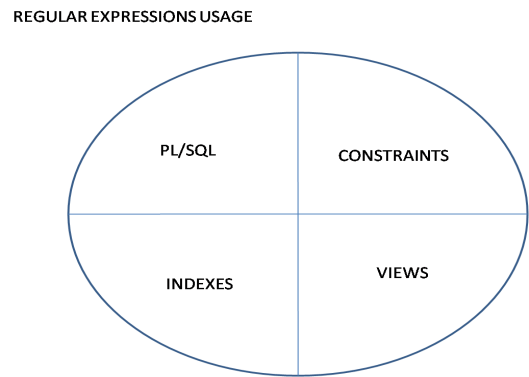 REGULAR EXPRESSIONS USAGE
PL/SQL
CONSTRAINTS
INDEXES
VIEWS